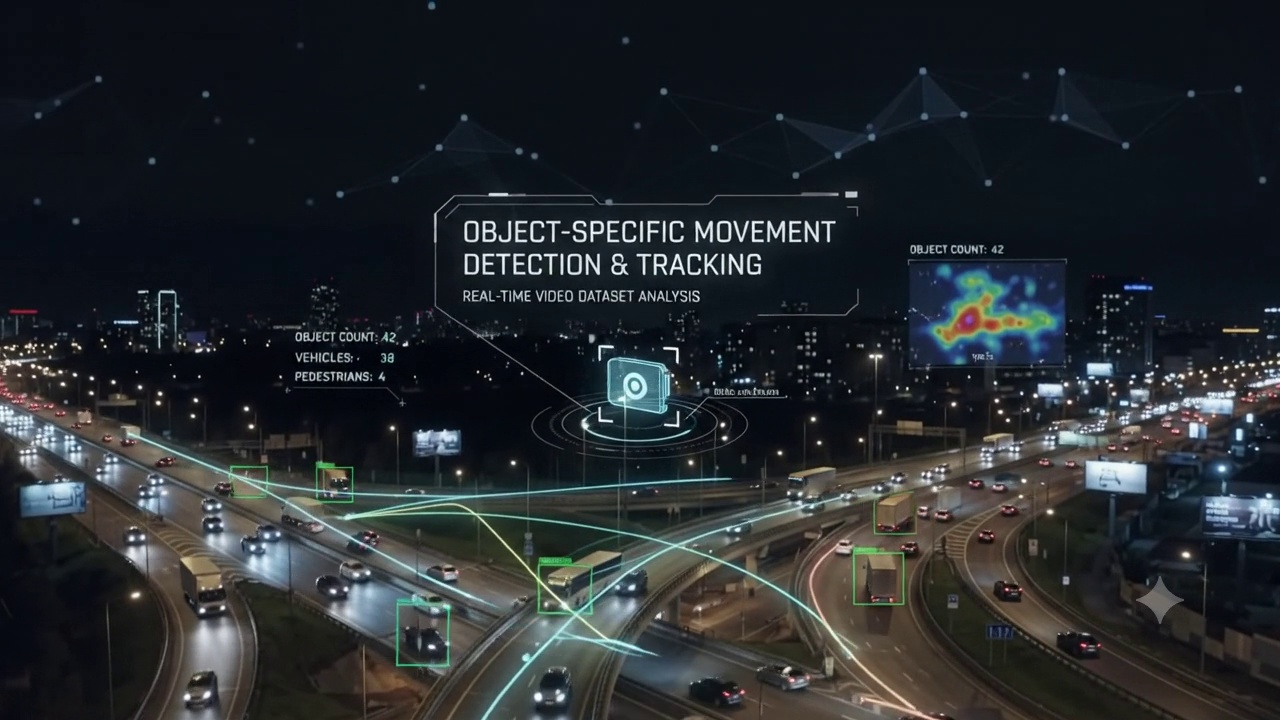 OBJECT-SPECIFIC MOVEMENT
DETECTION & TRACKING
REAL-TIME VIDEO DATASET ANALYSIS
OBJECT COUNT: 42
OBJECT COUNT: 42
VEHICLES: 38
PEDESTRIANS: 4